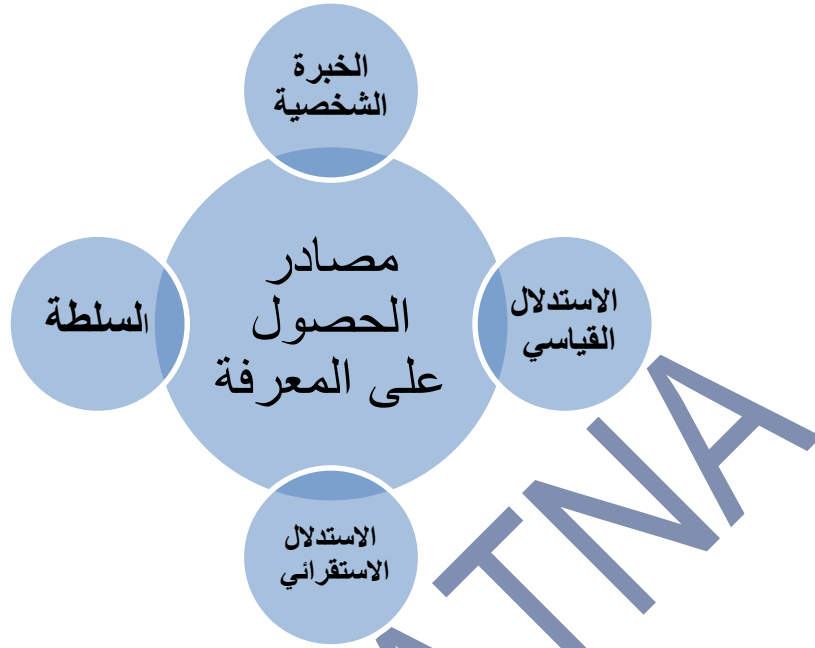 الخبرة
الشخصية
مصادر
الحصول
على المعرفة
الاستدلال
القياسي
السلطة
الاستدلال
الاستقرائي
ATNA